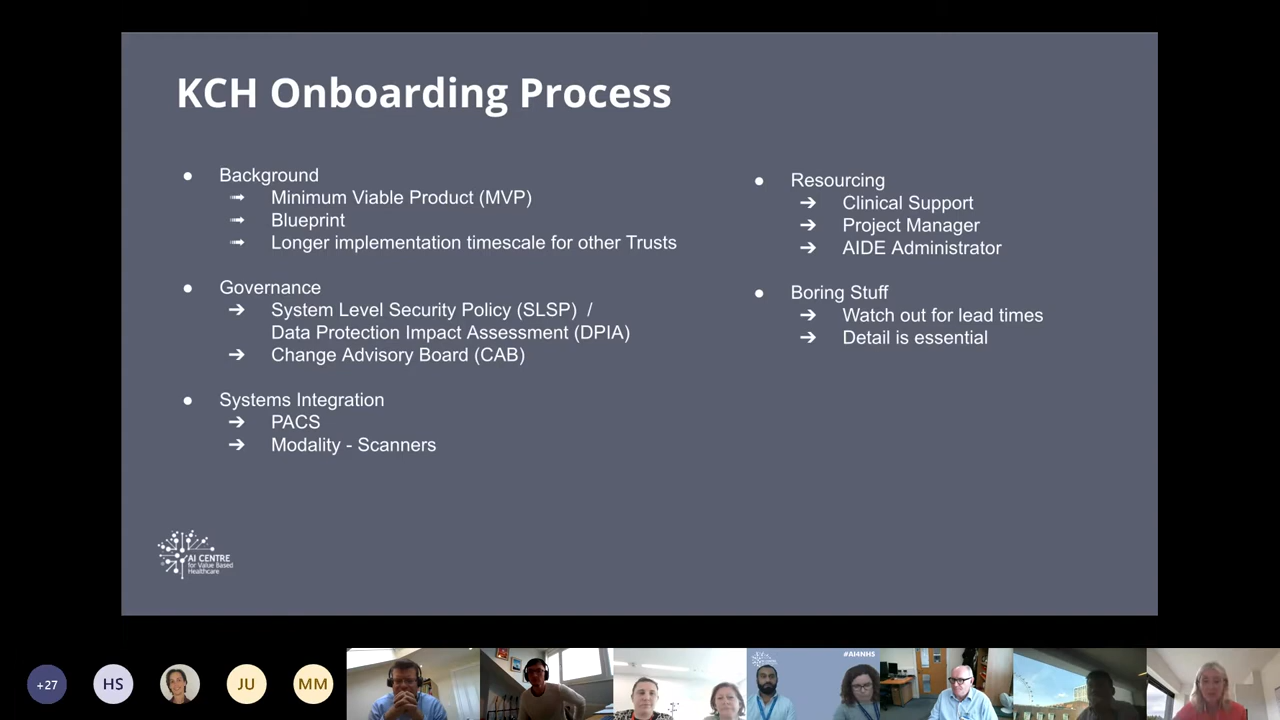 KCH Onboarding Process
● Background
➟ Minimum Viable Product (MVP)
➟ Blueprint
➟ Longer implementation timescale for other Trusts
● Governance
➔ System Level Security Policy (SLSP) /
Data Protection Impact Assessment (DPIA)
➔ Change Advisory Board (CAB)
● Systems Integration
➔ PACS
➔ Modality - Scanners
● Resourcing
➔ Clinical Support
➔ Project Manager
➔ AIDE Administrator
● Boring Stuff
➔ Watch out for lead times
➔ Detail is essential
AI CENTRE
for Value Based
Healthcare
+27
HS
JU
MM
#AI4NHS